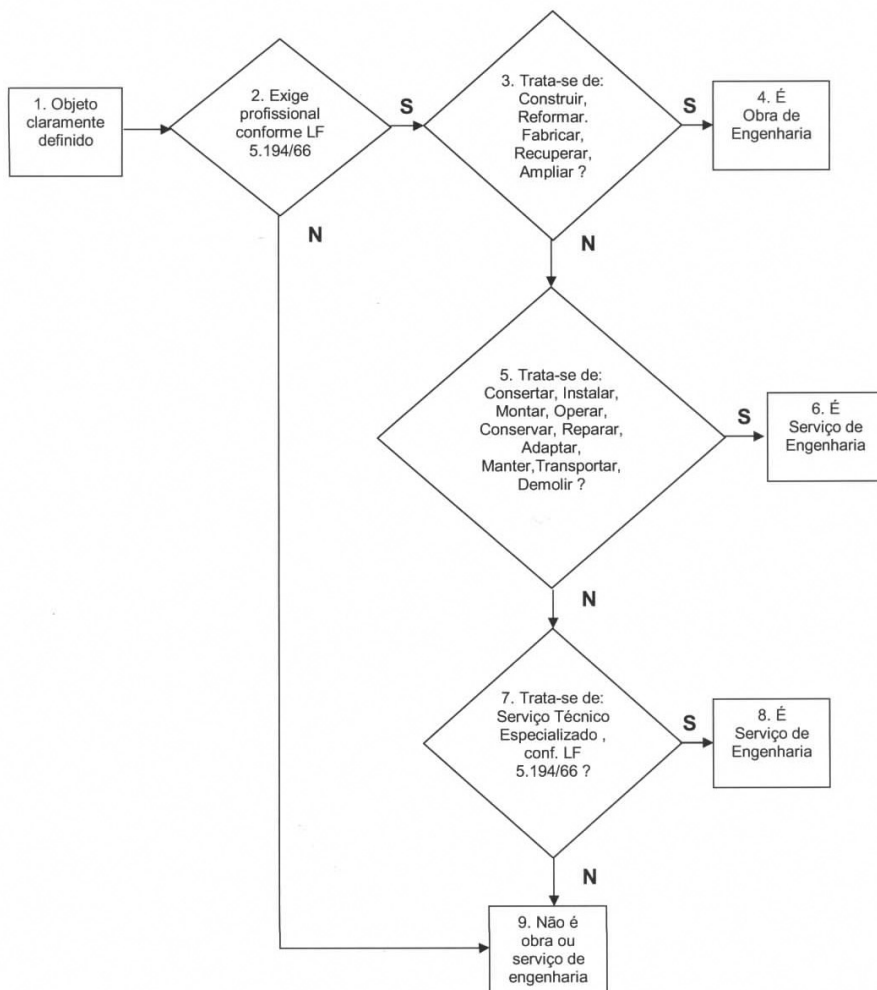 1. Objeto
claramente
definido
2. Exige
profissional
conforme LF
5.194/66
S
N
3. Trata-se de:
Construir,
Reformar.
Fabricar,
Recuperar,
Ampliar ?
S
N
4. É
Obra de
Engenharia
5. Trata-se de:
Consertar, Instalar,
Montar, Operar,
Conservar, Reparar,
Adaptar,
Manter,Transportar,
Demolir ?
S
N
6. É
Serviço de
Engenharia
7. Trata-se de:
Serviço Técnico
Especializado ,
conf. LF
5.194/66 ?
S
N
8. É
Serviço de
Engenharia
9. Não é
obra ou
serviço de
engenharia